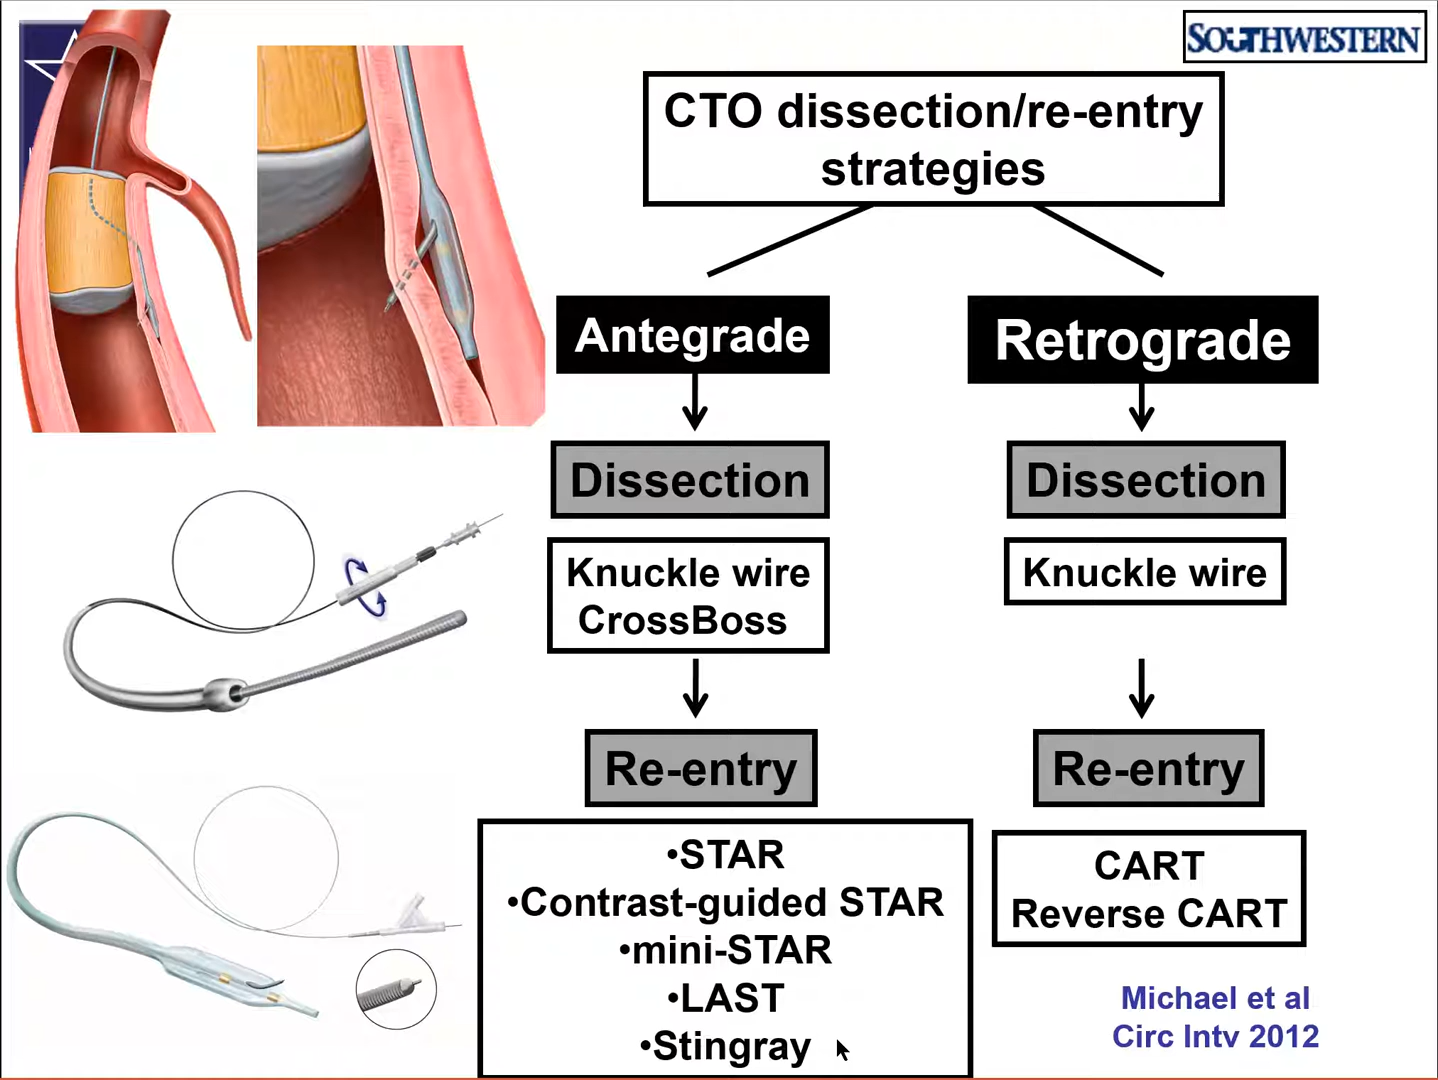 SOUTHWESTERN
CTO dissection/re-entry
strategies
Antegrade
Retrograde
Dissection
Dissection
Knuckle wire
CrossBoss
Knuckle wire
Re-entry
Re-entry
•STAR
•Contrast-guided STAR
•mini-STAR
•LAST
•Stingray
CART
Reverse CART
Michael et al
Circ Intv 2012